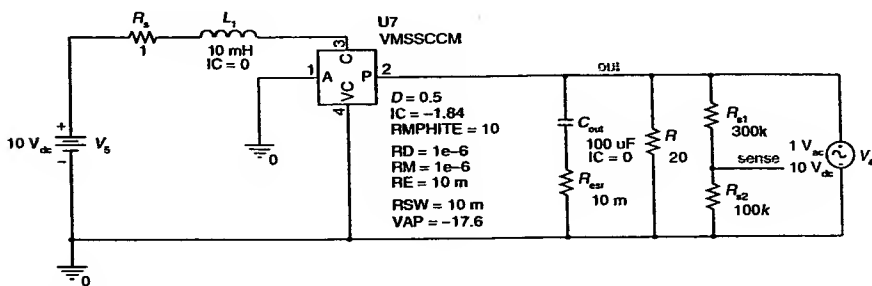 U7
VMSSCCM
Rs
1
L1
10 mH
IC = 0
3
C
1
A
P
2
VC
4
0
D = 0.5
IC = −1.84
RMPHITE = 10
RD = 1e−6
RM = 1e−6
RE = 10 m
RSW = 10 m
VAP = −17.6
10 Vdc
+
−
V5
out
Cout
100 uF
IC = 0
Resr
10 m
R
20
Rs1
300k
sense
Rs2
100k
1 Vac
10 Vdc
0